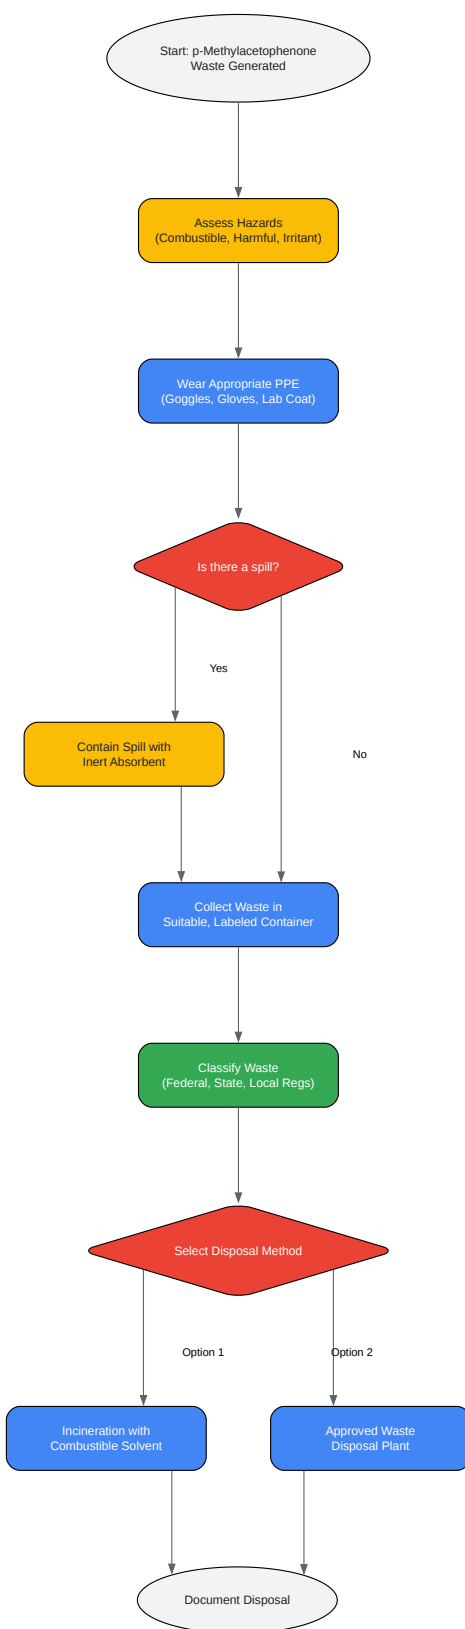 Start: p-Methylacetophenone
Waste Generated
Assess Hazards
(Combustible, Harmful, Irritant)
Wear Appropriate PPE
(Goggles, Gloves, Lab Coat)
Is there a spill?
Yes
Contain Spill with
Inert Absorbent
No
Collect Waste in
Suitable, Labeled Container
Classify Waste
(Federal, State, Local Regs)
Select Disposal Method
Option 1
Option 2
Incineration with
Combustible Solvent
Approved Waste
Disposal Plant
Document Disposal